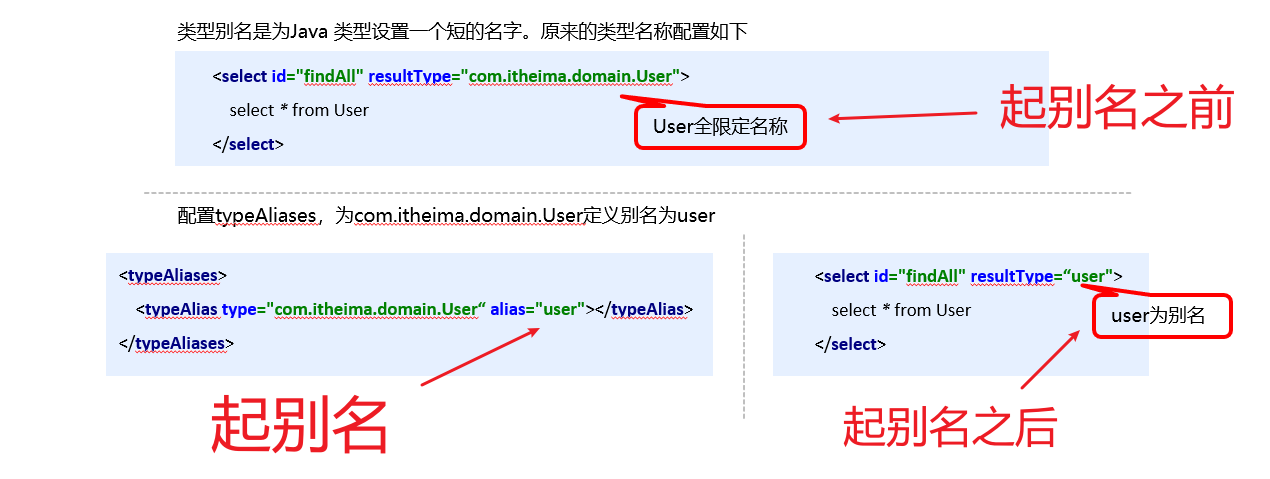 类型别名是为Java 类型设置一个短的名字。原来的类型名称配置如下
<select id="findAll" resultType="com.itheima.domain.User">
select * from User
</select>
User全限定名称
起别名之前
配置typeAliases，为com.itheima.domain.User定义别名为user
<typeAliases>
<typeAlias type="com.itheima.domain.User“ alias="user"></typeAlias>
</typeAliases>
起别名
<select id="findAll" resultType=“user">
select * from User
</select>
user为别名
起别名之后